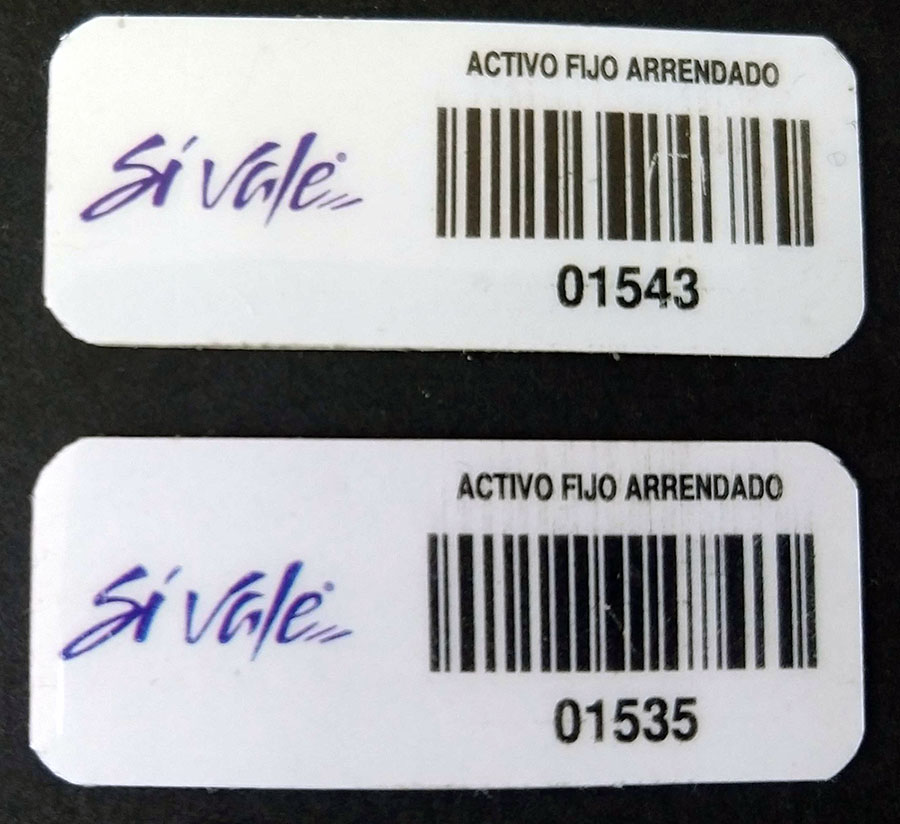 ACTIVO FIJO ARRENDADO
Sí Vale
01543
ACTIVO FIJO ARRENDADO
Sí Vale
01535